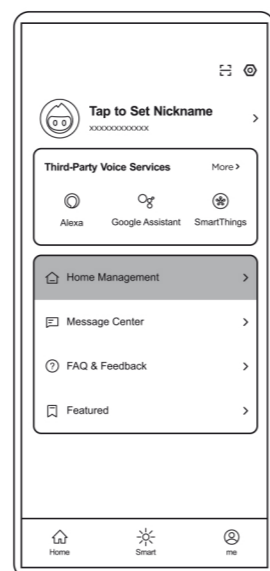 Tap to Set Nickname
xxxxxxxxxxxx
Third-Party Voice Services More >
Alexa Google Assistant SmartThings
Home Management
Message Center
FAQ & Feedback
Featured
Home Smart me